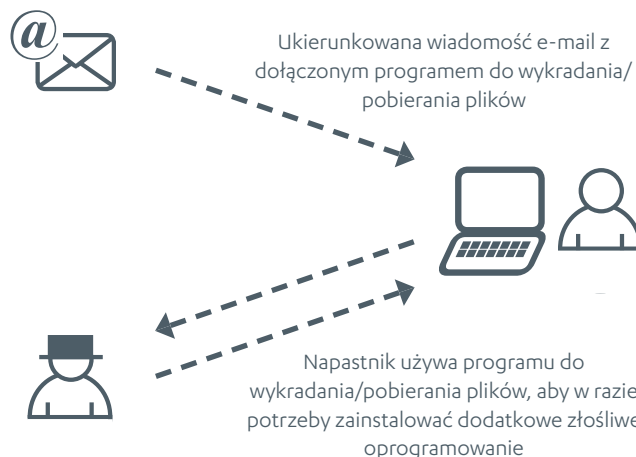 @
Ukierunkowana wiadomość e-mail z
dołączonym programem do wykradania/
pobierania plików
Napastnik używa programu do
wykradania/pobierania plików, aby w razie
potrzeby zainstalować dodatkowe złośliwe
oprogramowanie